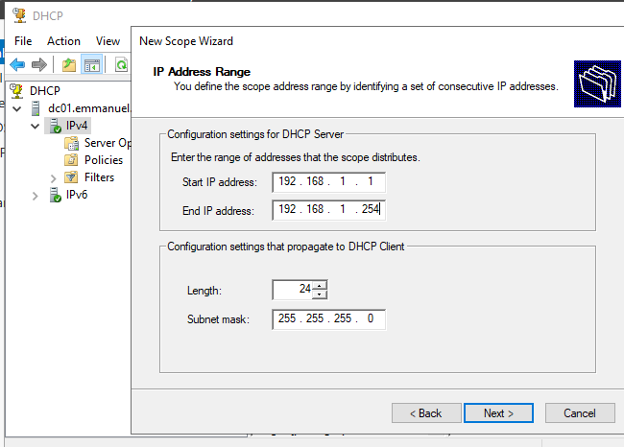 DHCP
File Action View
New Scope Wizard
IP Address Range
You define the scope address range by identifying a set of consecutive IP addresses.
DHCP
dc01.emmanuel.
IPv4
Server Op
Policies
Filters
IPv6
Configuration settings for DHCP Server
Enter the range of addresses that the scope distributes.
Start IP address: 192 . 168 . 1 . 1
End IP address: 192 . 168 . 1 . 254
Configuration settings that propagate to DHCP Client
Length: 24
Subnet mask: 255 . 255 . 255 . 0
< Back Next > Cancel